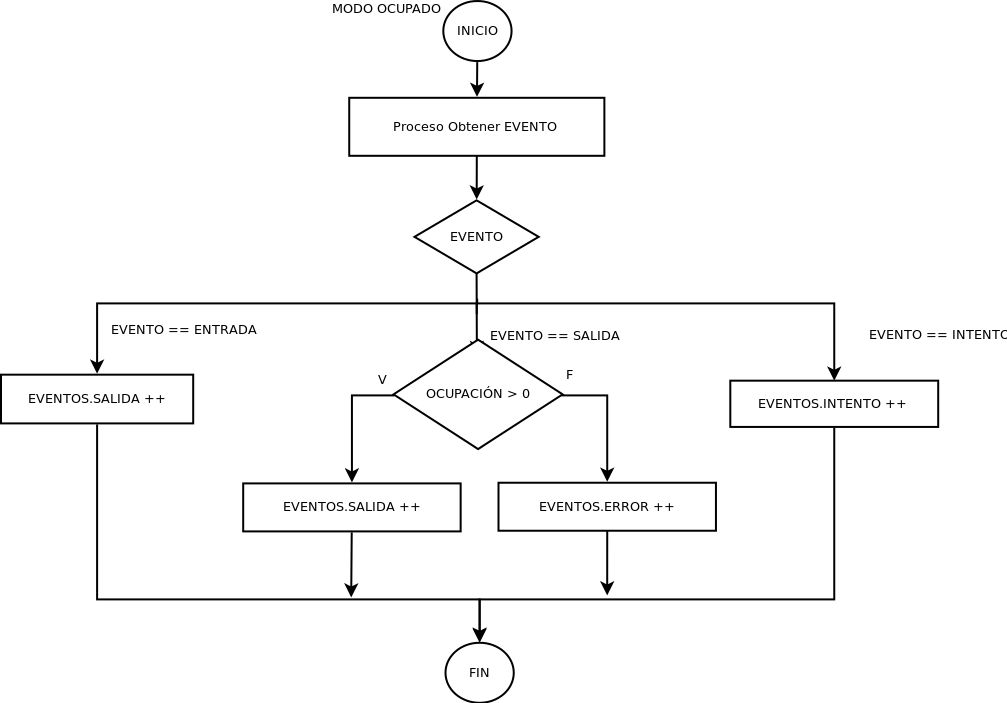 MODO OCUPADO
INICIO
Proceso Obtener EVENTO
EVENTO
EVENTO == ENTRADA
EVENTO == SALIDA
EVENTO == INTENTO
EVENTOS.SALIDA ++
V
OCUPACIÓN > 0
F
EVENTOS.INTENTO ++
EVENTOS.SALIDA ++
EVENTOS.ERROR ++
FIN